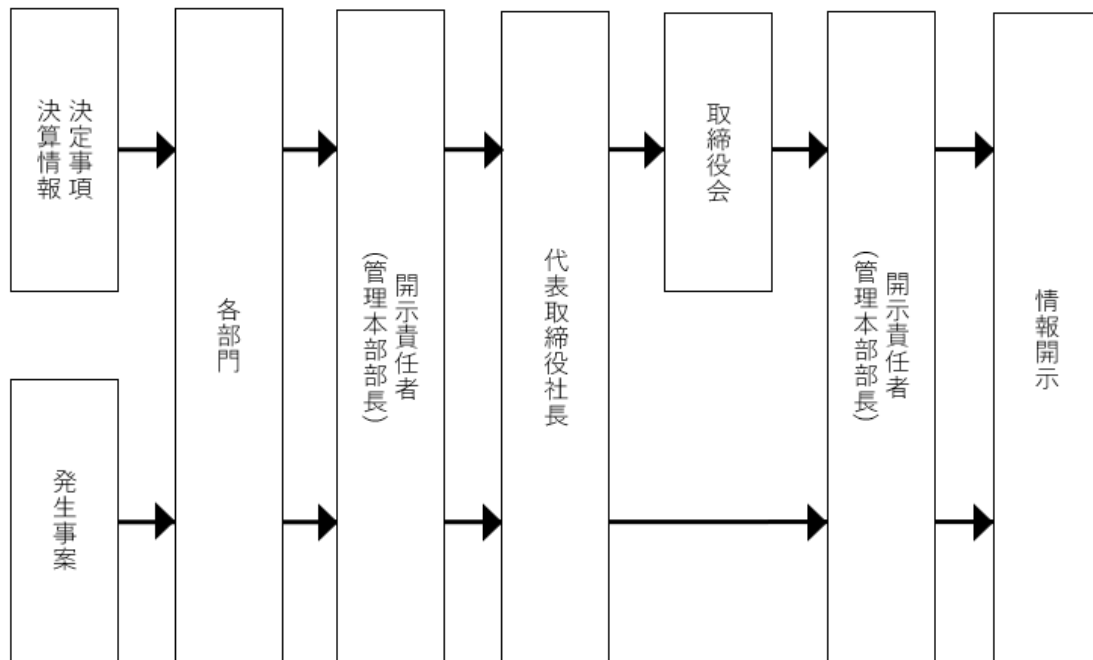 決定事項
決算情報
発生事案
各部門
開示責任者
（管理本部部長）
代表取締役社長
取締役会
開示責任者
（管理本部部長）
情報開示